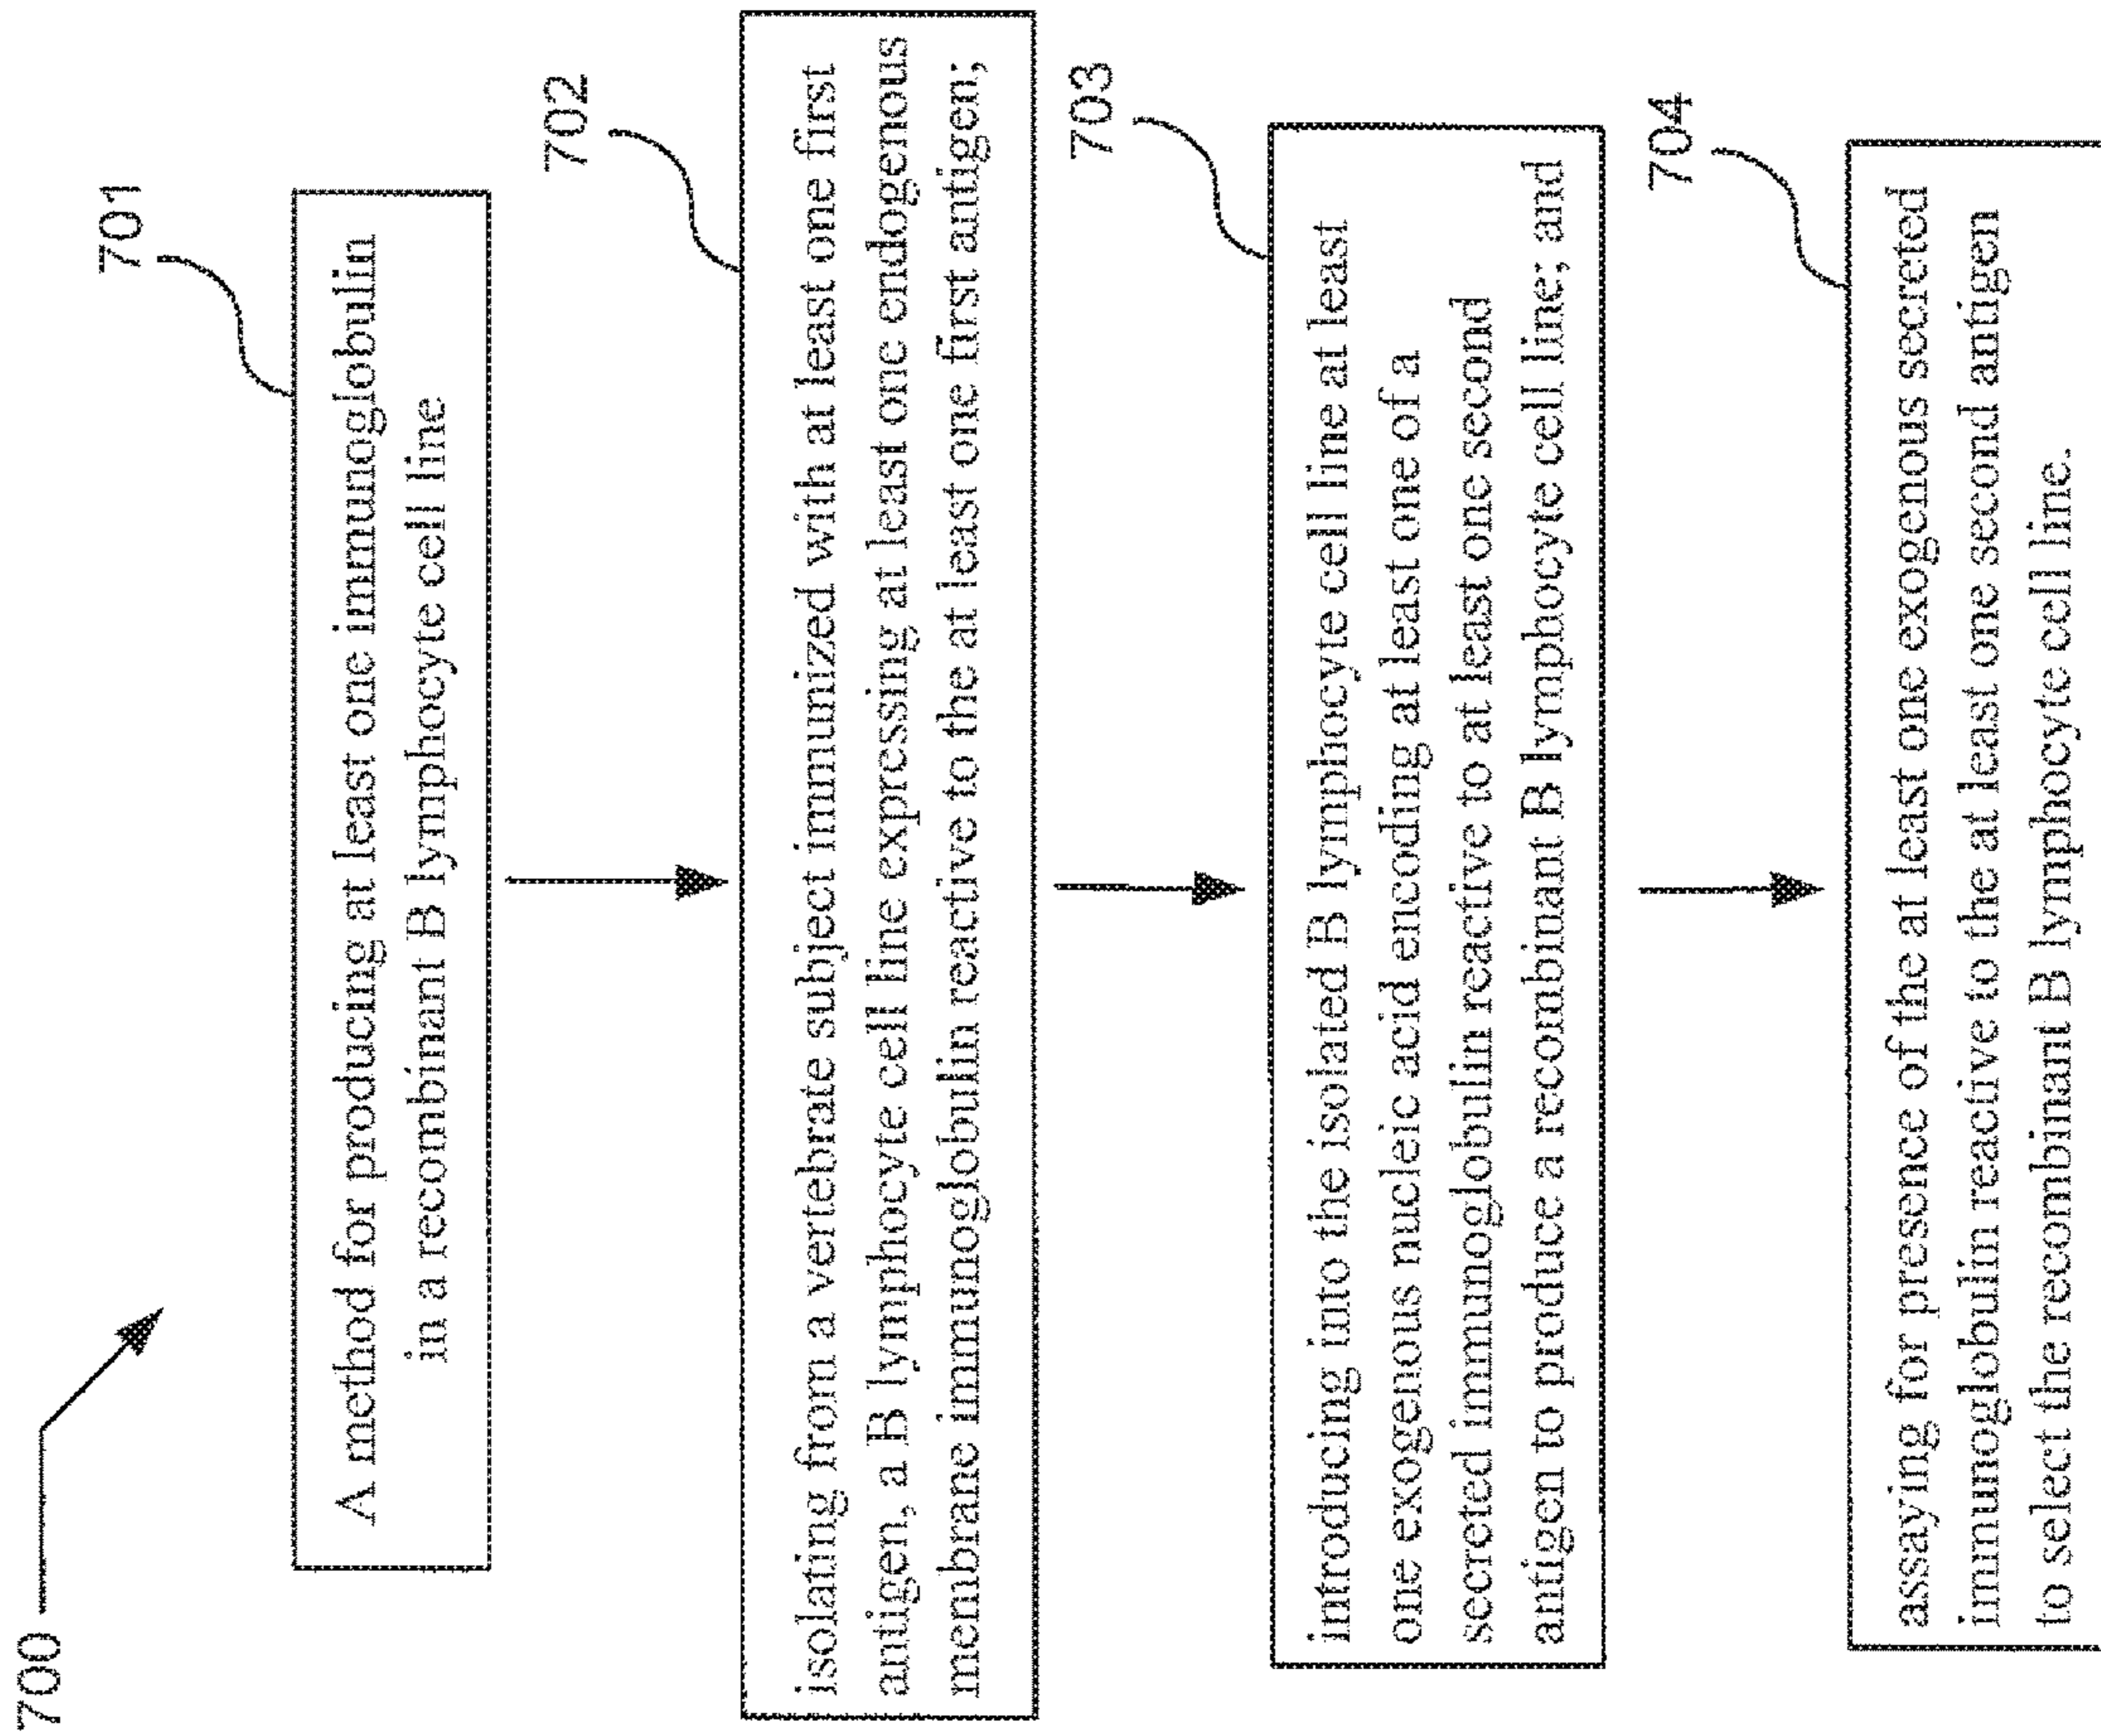 700
701
A method for producing at least one immunoglobulin
in a recombinant B lymphocyte cell line
702
isolating from a vertebrate subject immunized with at least one first
antigen, a B lymphocyte cell line expressing at least one endogenous
membrane immunoglobulin reactive to the at least one first antigen;
703
introducing into the isolated B lymphocyte cell line at least
one exogenous nucleic acid encoding at least one of a
secreted immunoglobulin reactive to at least one second
antigen to produce a recombinant B lymphocyte cell line; and
704
assaying for presence of the at least one exogenous secreted
immunoglobulin reactive to the at least one second antigen
to select the recombinant B lymphocyte cell line.